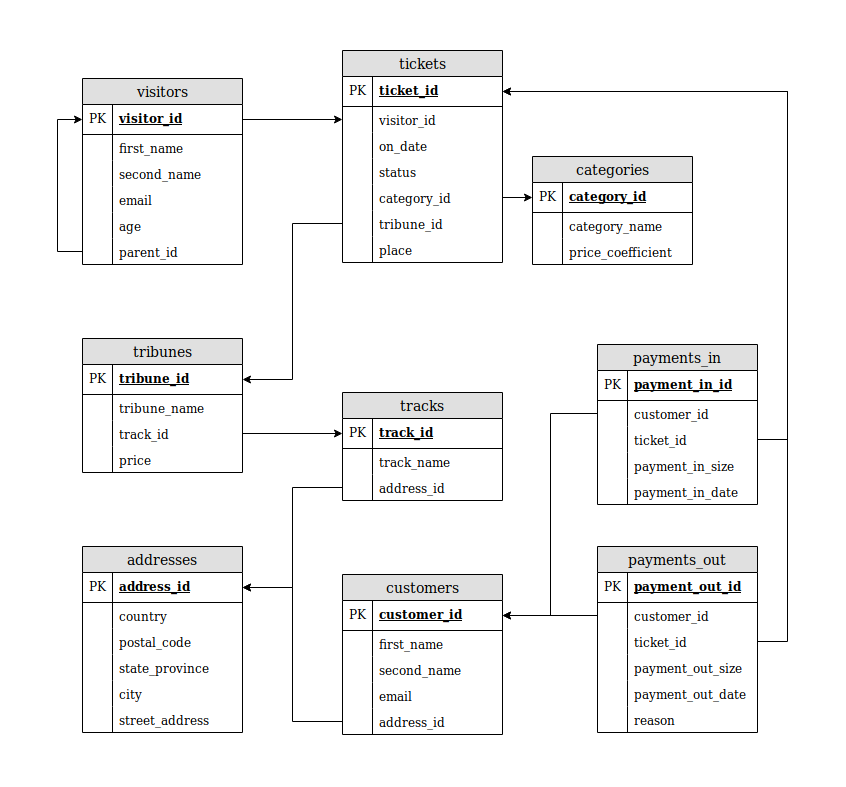 visitors
PK visitor_id
first_name
second_name
email
age
parent_id
tickets
PK ticket_id
visitor_id
on_date
status
category_id
tribune_id
place
categories
PK category_id
category_name
price_coefficient
tribunes
PK tribune_id
tribune_name
track_id
price
tracks
PK track_id
track_name
address_id
payments_in
PK payment_in_id
customer_id
ticket_id
payment_in_size
payment_in_date
addresses
PK address_id
country
postal_code
state_province
city
street_address
customers
PK customer_id
first_name
second_name
email
address_id
payments_out
PK payment_out_id
customer_id
ticket_id
payment_out_size
payment_out_date
reason